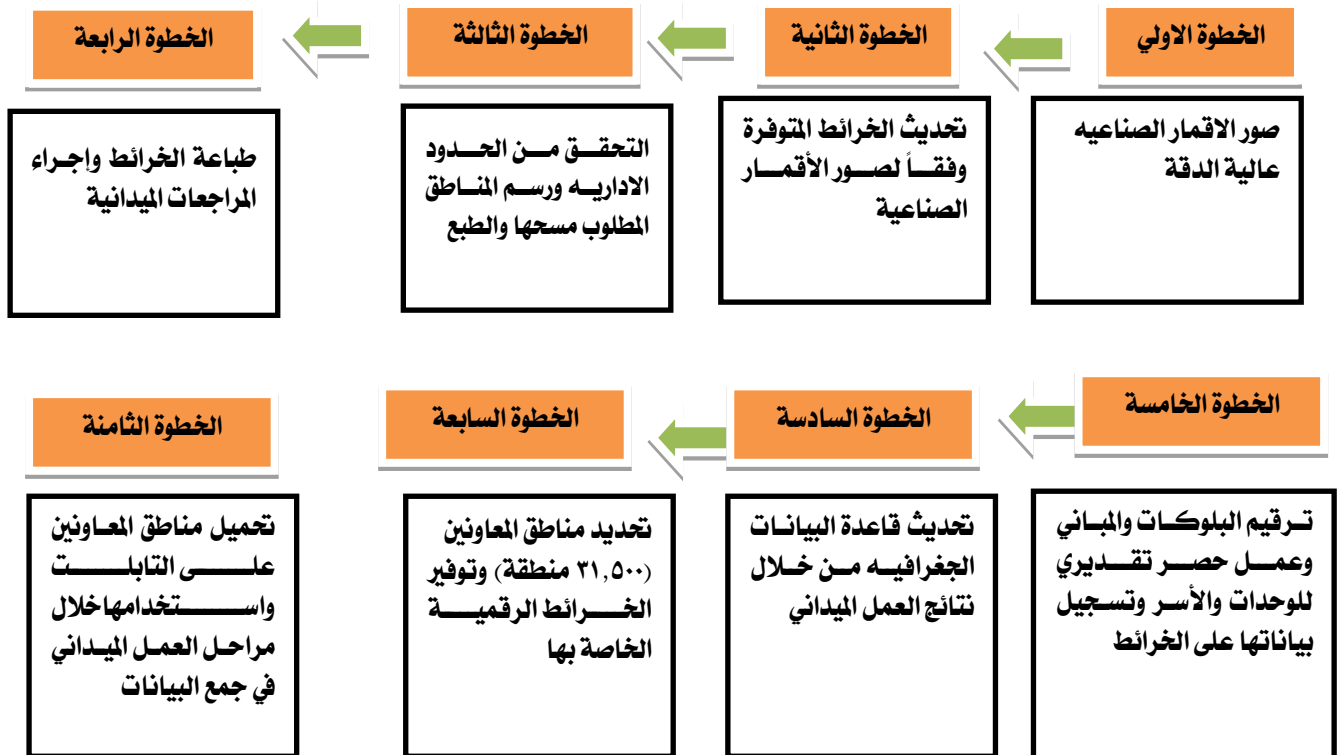 الخطوة الاولي
صور الاقمار الصناعيه
عالية الدقة
الخطوة الثانية
تحديث الخرائط المتوفرة
وفقاً لصور الأقمار
الصناعية
الخطوة الثالثة
التحقق من الحدود
الاداريه ورسم المناطق
المطلوب مسحها والطبع
الخطوة الرابعة
طباعة الخرائط وإجراء
المراجعات الميدانية
الخطوة الخامسة
ترقيم البلوكات والمباني
وعمل حصر تقديري
للوحدات والأسر وتسجيل
بياناتها على الخرائط
الخطوة السادسة
تحديث قاعدة البيانات
الجغرافيه من خلال
نتائج العمل الميداني
الخطوة السابعة
تحديد مناطق المعاونين
(٣١,٥٠٠ منطقة) وتوفير
الخرائط الرقمية
الخاصة بها
الخطوة الثامنة
تحميل مناطق المعاونين
على التابلت
واستخدامها خلال
مراحل العمل الميداني
في جمع البيانات